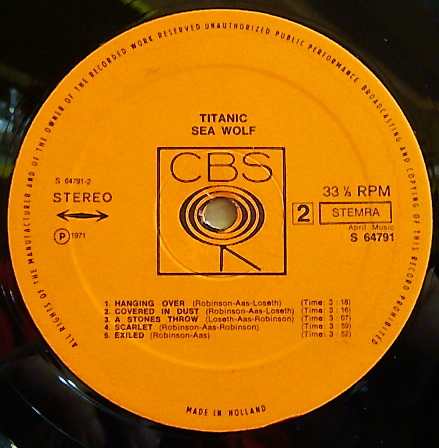 ALL RIGHTS OF THE MANUFACTURER AND OF THE OWNER OF THE RECORDED WORK RESERVED UNAUTHORIZED PUBLIC PERFORMANCE BROADCASTING AND COPYING OF THIS RECORD PROHIBITED
TITANIC
SEA WOLF
CBS
S 64791-2
STEREO
P 1971
33 ⅓ RPM
2 STEMRA
April Music
S 64791
1. HANGING OVER (Robinson-Aas-Loseth) (Time: 3 : 18)
2. COVERED IN DUST (Robinson-Aas-Loseth) (Time: 3 : 16)
3. A STONES THROW (Loseth-Aas-Robinson) (Time: 3 : 07)
4. SCARLET (Robinson-Aas-Robinson) (Time: 3 : 59)
5. EXILED (Robinson-Aas) (Time: 3 : 52)
MADE IN HOLLAND